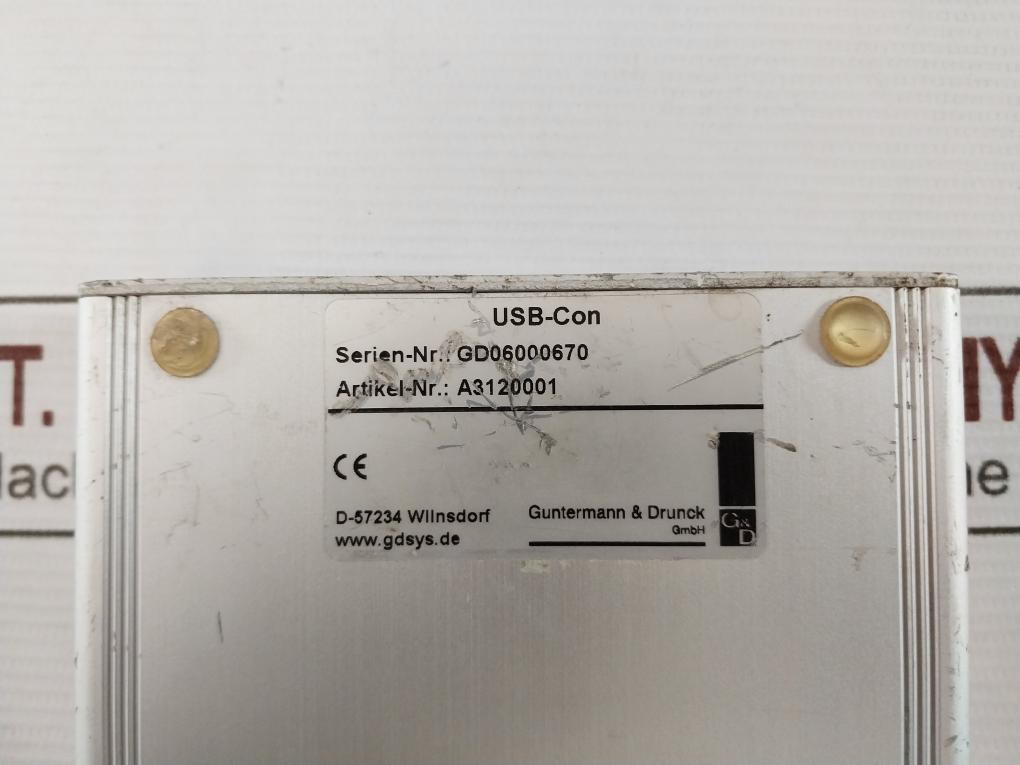 USB-Con
Serien-Nr.: GD06000670
Artikel-Nr.: A3120001
CE
D-57234 Wilnsdorf
www.gdsys.de
Guntermann & Drunck
GmbH
G&D
T.